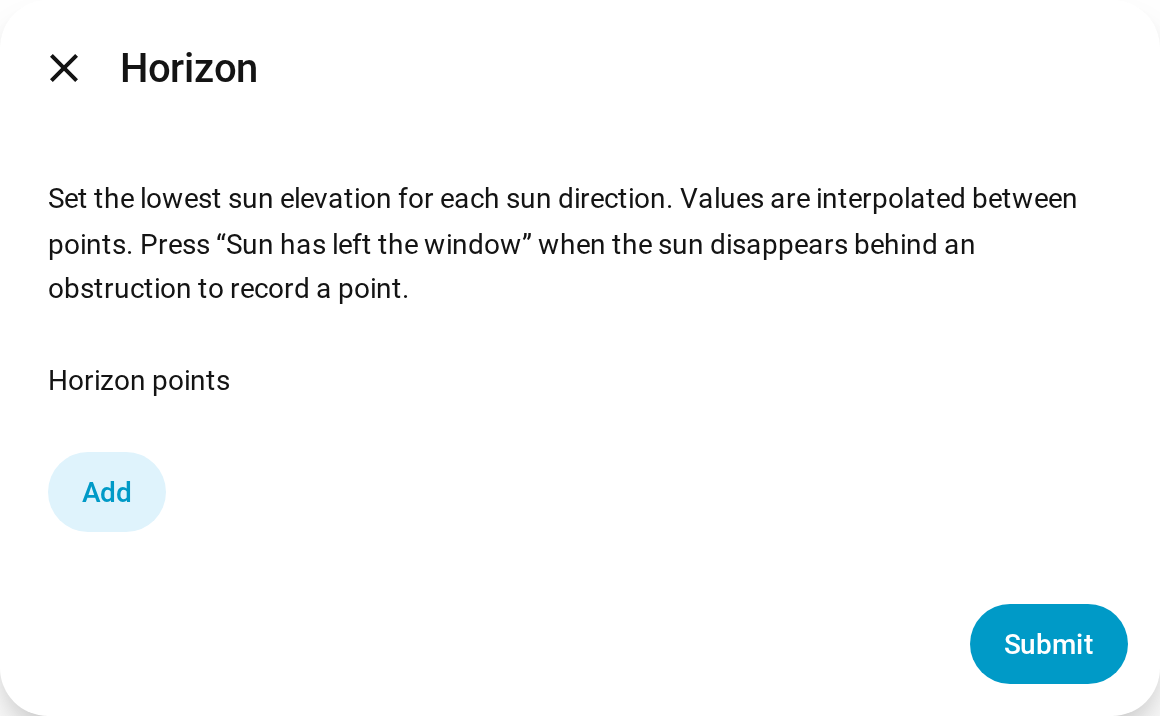 Horizon
Set the lowest sun elevation for each sun direction. Values are interpolated between
points. Press “Sun has left the window” when the sun disappears behind an
obstruction to record a point.
Horizon points
Add
Submit